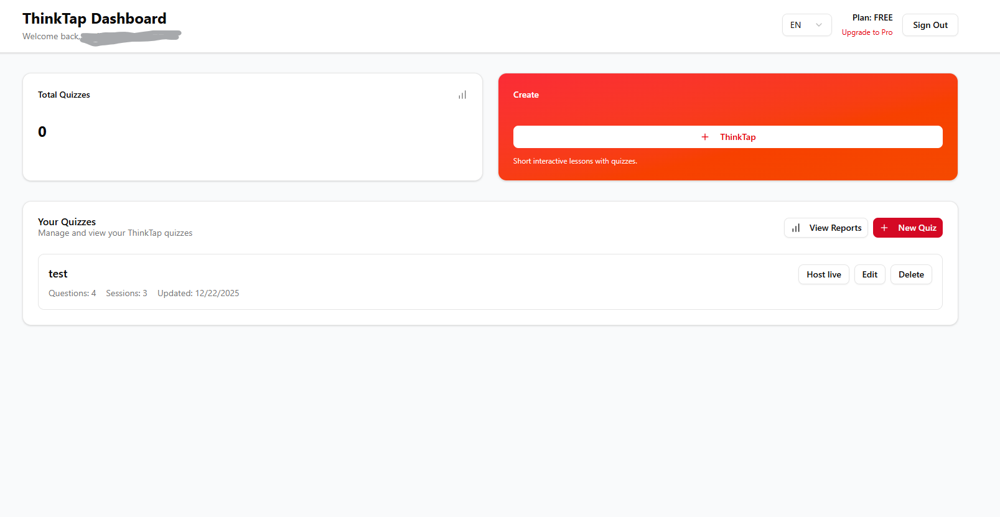 ThinkTap Dashboard
Welcome back,
EN
Plan: FREE
Upgrade to Pro
Sign Out
Total Quizzes
0
Create
+ ThinkTap
Short interactive lessons with quizzes.
Your Quizzes
Manage and view your ThinkTap quizzes
View Reports
+ New Quiz
test
Questions: 4 Sessions: 3 Updated: 12/22/2025
Host live
Edit
Delete